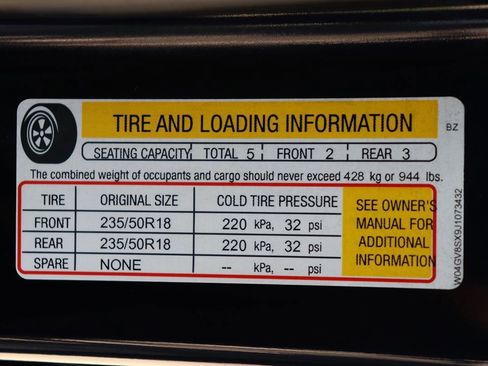 TIRE AND LOADING INFORMATION
BZ
SEATING CAPACITY TOTAL 5 FRONT 2 REAR 3
The combined weight of occupants and cargo should never exceed 428 kg or 944 lbs.
TIRE ORIGINAL SIZE COLD TIRE PRESSURE
FRONT 235/50R18 220 kPa, 32 psi
REAR 235/50R18 220 kPa, 32 psi
SPARE NONE -- kPa, -- psi
SEE OWNER'S
MANUAL FOR
ADDITIONAL
INFORMATION
W04GV8SX9J1073432